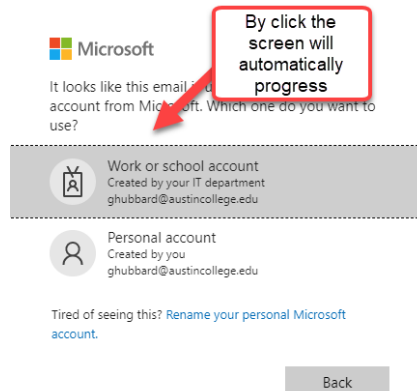 By click the
screen will
automatically
progress
Microsoft
It looks like this email i
account from Microsoft. Which one do you want to
use?
Work or school account
Created by your IT department
ghubbard@austincollege.edu
Personal account
Created by you
ghubbard@austincollege.edu
Tired of seeing this? Rename your personal Microsoft
account.
Back